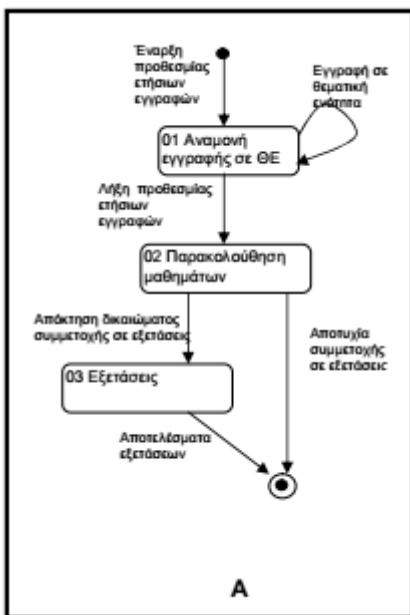 Έναρξη
προθεσμίας
ετήσιων
εγγραφών
Εγγραφή σε
θεματική
ενότητα
01 Αναμονή
εγγραφής σε ΘΕ
Λήξη προθεσμίας
ετήσιων
εγγραφών
02 Παρακολούθηση
μαθημάτων
Απόκτηση δικαιώματος
συμμετοχής σε εξετάσεις
Αποτυχία
συμμετοχής
σε εξετάσεις
03 Εξετάσεις
Αποτελέσματα
εξετάσεων
A